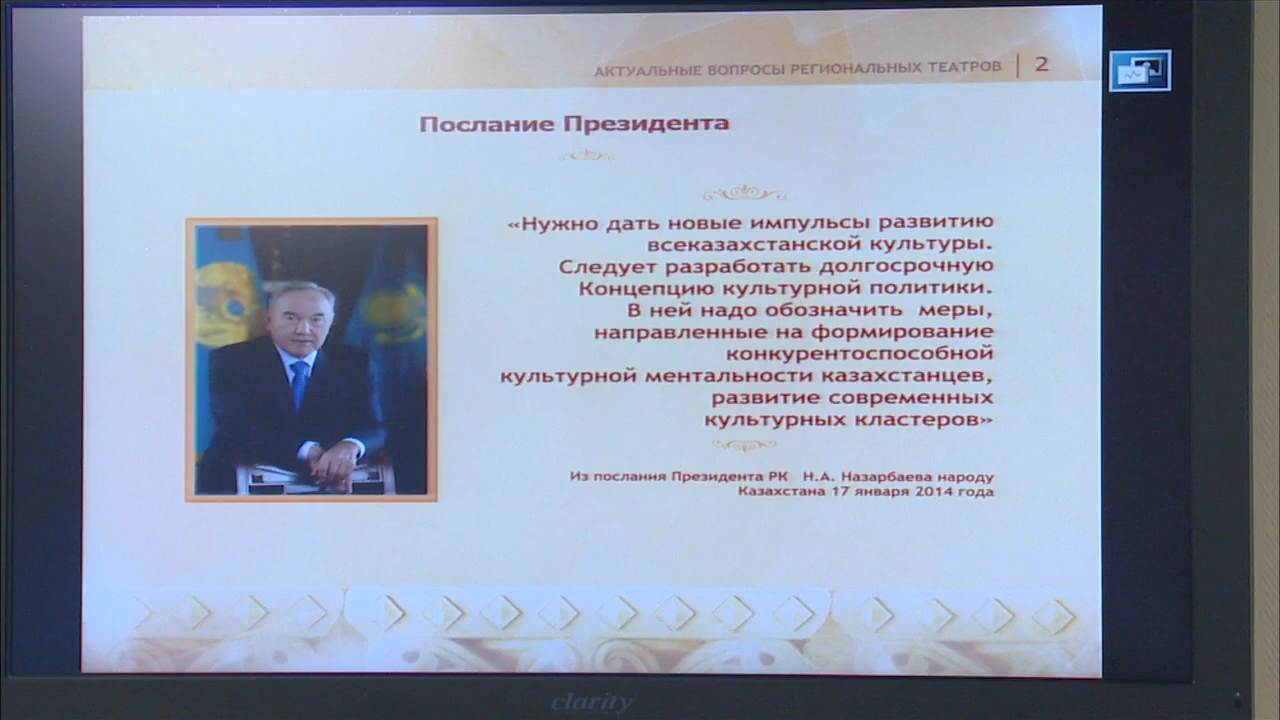 АКТУАЛЬНЫЕ ВОПРОСЫ РЕГИОНАЛЬНЫХ ТЕАТРОВ | 2
Послание Президента
«Нужно дать новые импульсы развитию
всеказахстанской культуры.
Следует разработать долгосрочную
Концепцию культурной политики.
В ней надо обозначить меры,
направленные на формирование
конкурентоспособной
культурной ментальности казахстанцев,
развитие современных
культурных кластеров»
Из послания Президента РК Н.А. Назарбаева народу
Казахстана 17 января 2014 года
clarity